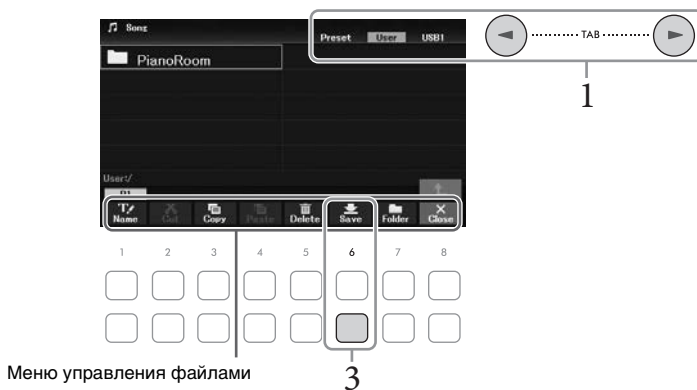 Song
Preset User USB1
TAB
1
PianoRoom
User:/
P1
Name Cut Copy Paste Delete Save Folder Close
1 2 3 4 5 6 7 8
Меню управления файлами
3